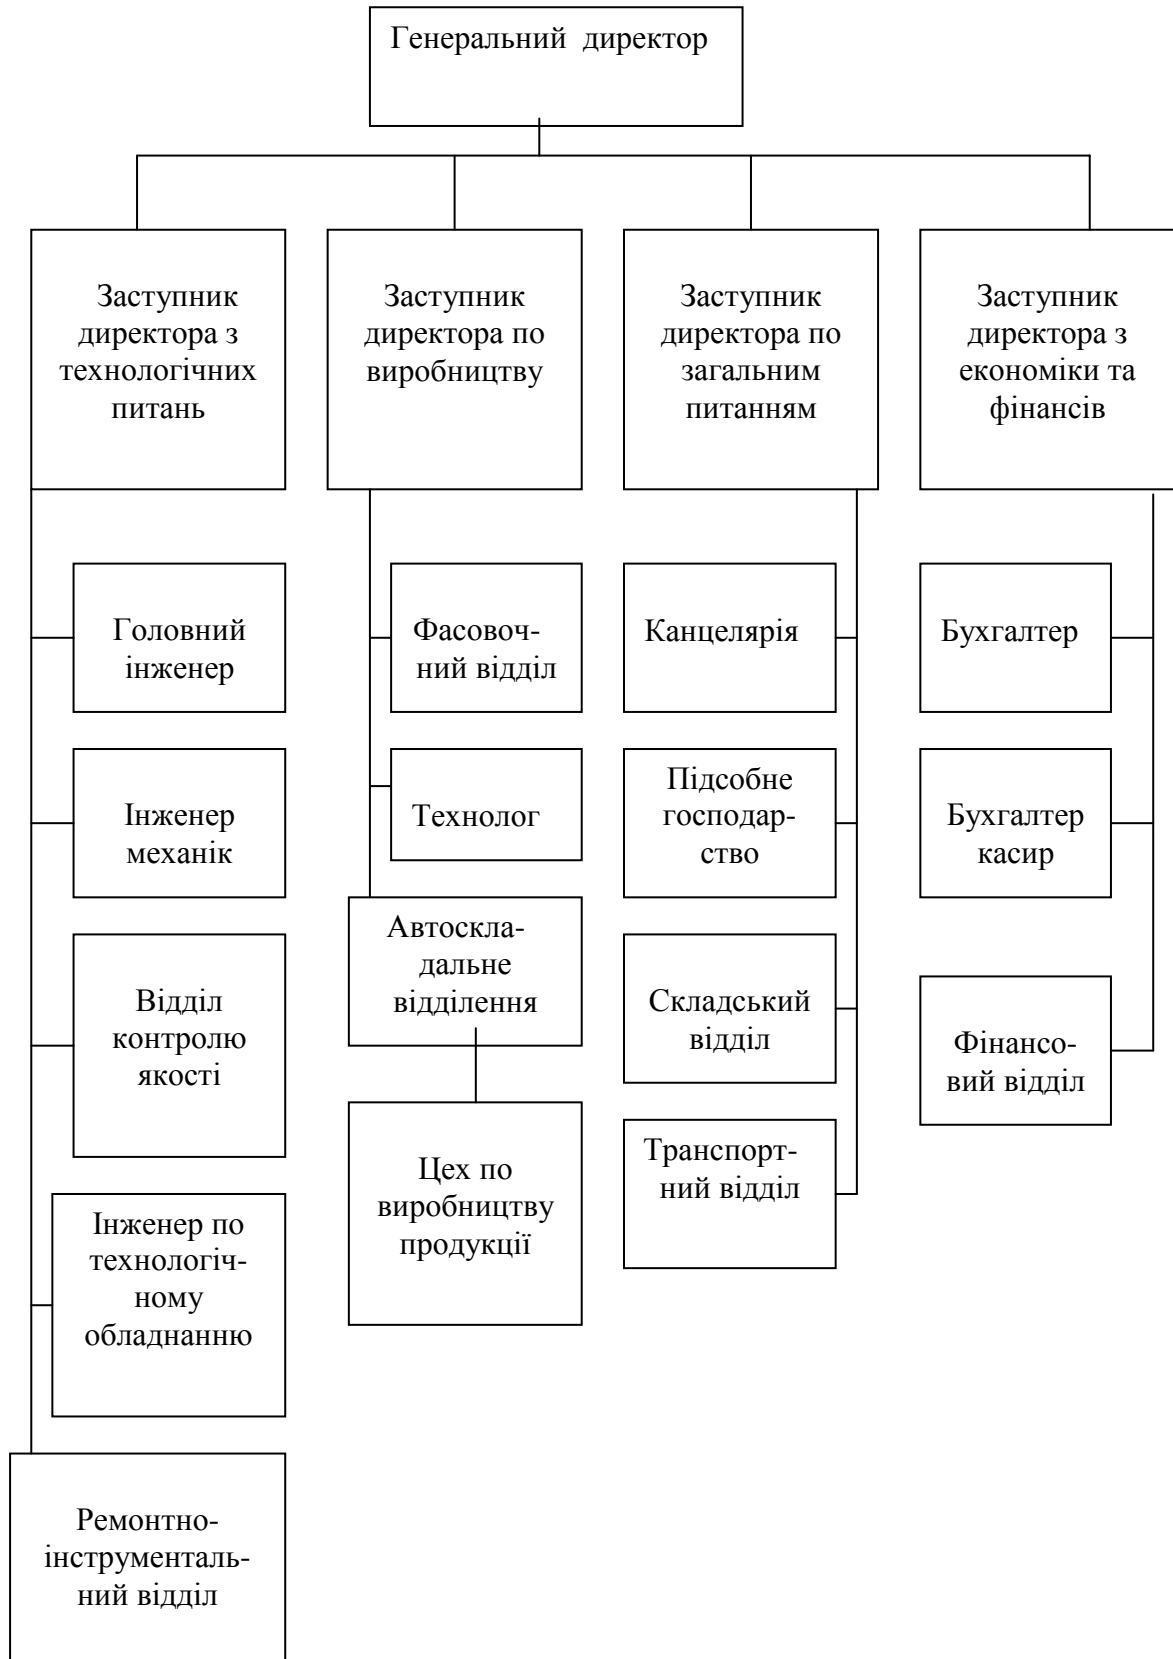 Генеральний директор
Заступник
директора з
технологічних
питань
Заступник
директора по
виробництву
Заступник
директора по
загальним
питанням
Заступник
директора з
економіки та
фінансів
Головний
інженер
Фасовоч-
ний відділ
Канцелярія
Бухгалтер
Інженер
механік
Технолог
Підсобне
господар-
ство
Бухгалтер
касир
Відділ
контролю
якості
Автоскла-
дальне
відділення
Складський
відділ
Фінансо-
вий відділ
Інженер по
технологіч-
ному
обладнанню
Цех по
виробництву
продукції
Транспорт-
ний відділ
Ремонтно-
інструменталь-
ний відділ